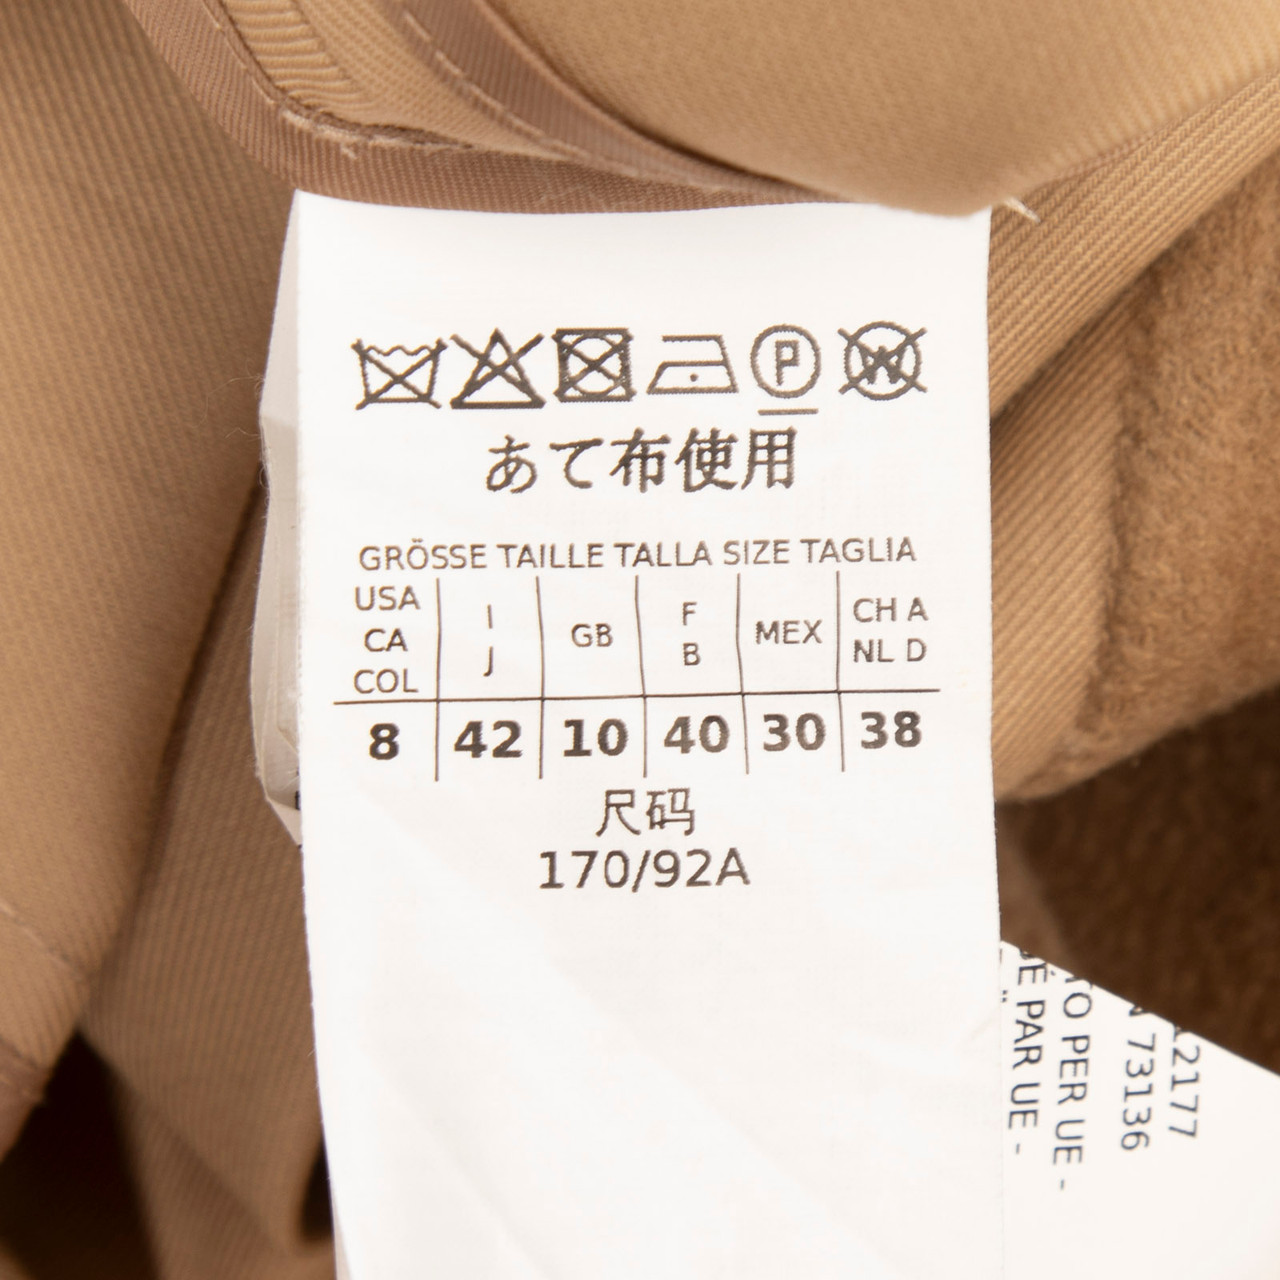 P W
あて布使用
GRÖSSE TAILLE TALLA SIZE TAGLIA
USA CA COL
I J
GB
F B
MEX
CH A NL D
8 42 10 40 30 38
尺码
170/92A
2177
73136
TO PER UE -
É PAR UE -